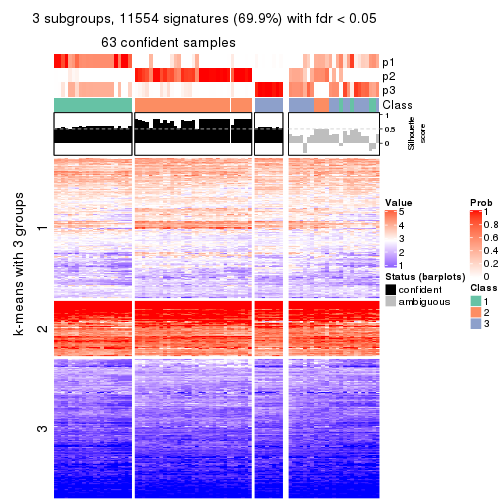 3 subgroups, 11554 signatures (69.9%) with fdr < 0.05
63 confident samples
p1
p2
p3
Class
1
0.5
0
Silhouette
score
k-means with 3 groups
1
2
3
Value
5
4
3
2
1
Status (barplots)
confident
ambiguous
Prob
1
0.8
0.6
0.4
0.2
0
Class
1
2
3